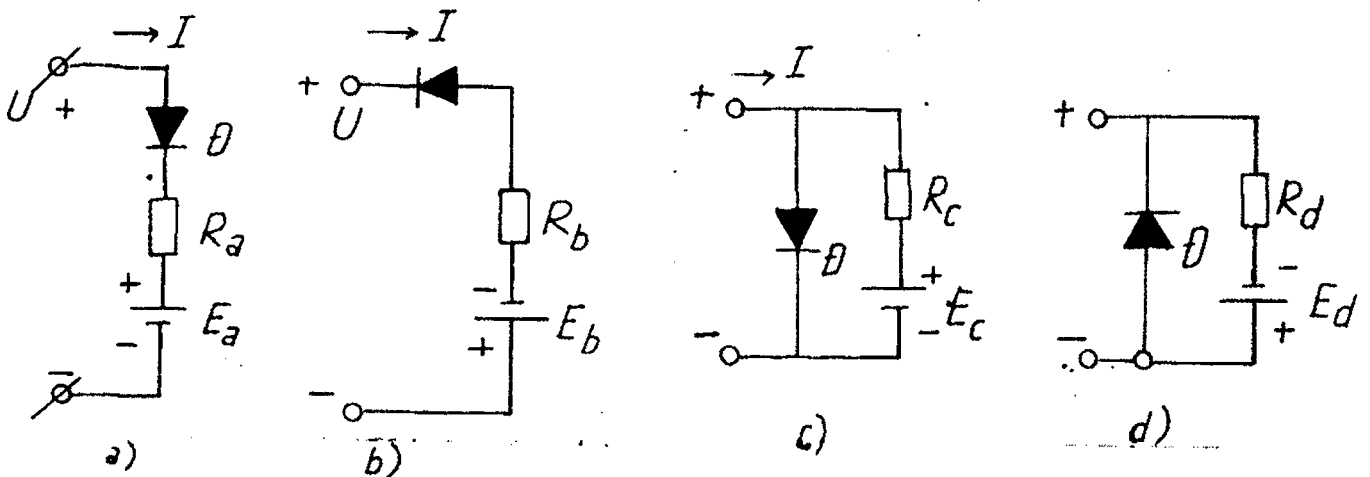 → I
U
+
Đ
R_a
+
E_a
-
-
a)
→ I
+
U
R_b
-
E_b
+
-
b)
→ I
+
Đ
R_c
+
E_c
-
-
c)
+
Đ
R_d
-
E_d
+
-
d)